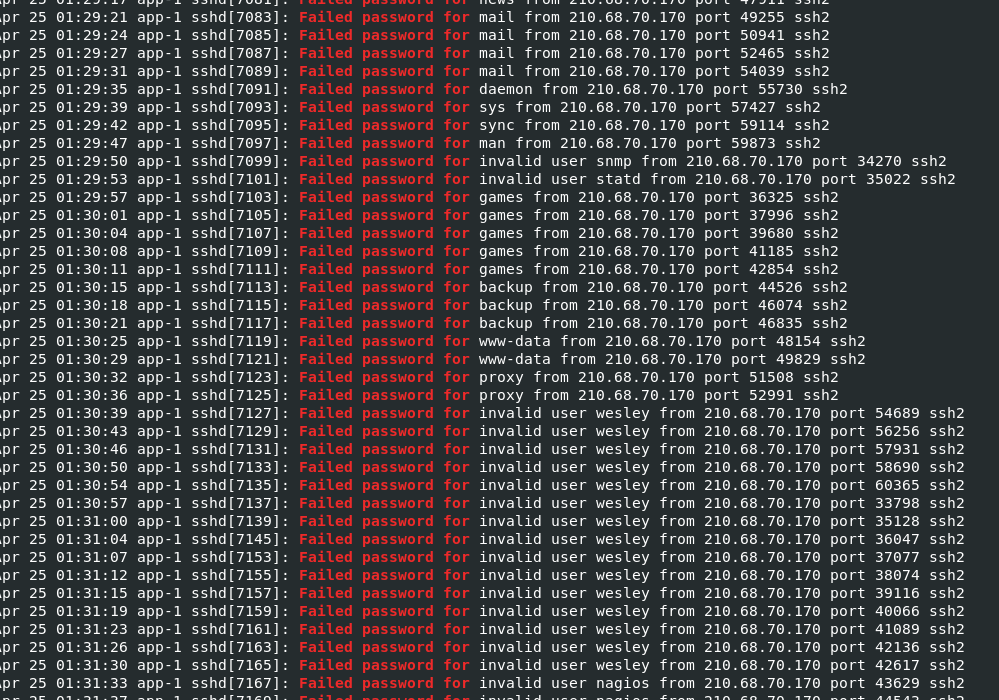 pr 25 01:29:17 app-1 sshd[7081]: Failed password for news from 210.68.70.170 port 47911 ssh2
pr 25 01:29:21 app-1 sshd[7083]: Failed password for mail from 210.68.70.170 port 49255 ssh2
pr 25 01:29:24 app-1 sshd[7085]: Failed password for mail from 210.68.70.170 port 50941 ssh2
pr 25 01:29:27 app-1 sshd[7087]: Failed password for mail from 210.68.70.170 port 52465 ssh2
pr 25 01:29:31 app-1 sshd[7089]: Failed password for mail from 210.68.70.170 port 54039 ssh2
pr 25 01:29:35 app-1 sshd[7091]: Failed password for daemon from 210.68.70.170 port 55730 ssh2
pr 25 01:29:39 app-1 sshd[7093]: Failed password for sys from 210.68.70.170 port 57427 ssh2
pr 25 01:29:42 app-1 sshd[7095]: Failed password for sync from 210.68.70.170 port 59114 ssh2
pr 25 01:29:47 app-1 sshd[7097]: Failed password for man from 210.68.70.170 port 59873 ssh2
pr 25 01:29:50 app-1 sshd[7099]: Failed password for invalid user snmp from 210.68.70.170 port 34270 ssh2
pr 25 01:29:53 app-1 sshd[7101]: Failed password for invalid user statd from 210.68.70.170 port 35022 ssh2
pr 25 01:29:57 app-1 sshd[7103]: Failed password for games from 210.68.70.170 port 36325 ssh2
pr 25 01:30:01 app-1 sshd[7105]: Failed password for games from 210.68.70.170 port 37996 ssh2
pr 25 01:30:04 app-1 sshd[7107]: Failed password for games from 210.68.70.170 port 39680 ssh2
pr 25 01:30:08 app-1 sshd[7109]: Failed password for games from 210.68.70.170 port 41185 ssh2
pr 25 01:30:11 app-1 sshd[7111]: Failed password for games from 210.68.70.170 port 42854 ssh2
pr 25 01:30:15 app-1 sshd[7113]: Failed password for backup from 210.68.70.170 port 44526 ssh2
pr 25 01:30:18 app-1 sshd[7115]: Failed password for backup from 210.68.70.170 port 46074 ssh2
pr 25 01:30:21 app-1 sshd[7117]: Failed password for backup from 210.68.70.170 port 46835 ssh2
pr 25 01:30:25 app-1 sshd[7119]: Failed password for www-data from 210.68.70.170 port 48154 ssh2
pr 25 01:30:29 app-1 sshd[7121]: Failed password for www-data from 210.68.70.170 port 49829 ssh2
pr 25 01:30:32 app-1 sshd[7123]: Failed password for proxy from 210.68.70.170 port 51508 ssh2
pr 25 01:30:36 app-1 sshd[7125]: Failed password for proxy from 210.68.70.170 port 52991 ssh2
pr 25 01:30:39 app-1 sshd[7127]: Failed password for invalid user wesley from 210.68.70.170 port 54689 ssh2
pr 25 01:30:43 app-1 sshd[7129]: Failed password for invalid user wesley from 210.68.70.170 port 56256 ssh2
pr 25 01:30:46 app-1 sshd[7131]: Failed password for invalid user wesley from 210.68.70.170 port 57931 ssh2
pr 25 01:30:50 app-1 sshd[7133]: Failed password for invalid user wesley from 210.68.70.170 port 58690 ssh2
pr 25 01:30:54 app-1 sshd[7135]: Failed password for invalid user wesley from 210.68.70.170 port 60365 ssh2
pr 25 01:30:57 app-1 sshd[7137]: Failed password for invalid user wesley from 210.68.70.170 port 33798 ssh2
pr 25 01:31:00 app-1 sshd[7139]: Failed password for invalid user wesley from 210.68.70.170 port 35128 ssh2
pr 25 01:31:04 app-1 sshd[7145]: Failed password for invalid user wesley from 210.68.70.170 port 36047 ssh2
pr 25 01:31:07 app-1 sshd[7153]: Failed password for invalid user wesley from 210.68.70.170 port 37077 ssh2
pr 25 01:31:12 app-1 sshd[7155]: Failed password for invalid user wesley from 210.68.70.170 port 38074 ssh2
pr 25 01:31:15 app-1 sshd[7157]: Failed password for invalid user wesley from 210.68.70.170 port 39116 ssh2
pr 25 01:31:19 app-1 sshd[7159]: Failed password for invalid user wesley from 210.68.70.170 port 40066 ssh2
pr 25 01:31:23 app-1 sshd[7161]: Failed password for invalid user wesley from 210.68.70.170 port 41089 ssh2
pr 25 01:31:26 app-1 sshd[7163]: Failed password for invalid user wesley from 210.68.70.170 port 42136 ssh2
pr 25 01:31:30 app-1 sshd[7165]: Failed password for invalid user wesley from 210.68.70.170 port 42617 ssh2
pr 25 01:31:33 app-1 sshd[7167]: Failed password for invalid user nagios from 210.68.70.170 port 43629 ssh2
pr 25 01:31:37 app-1 Failed password for invalid user nagios from 210.68.70.170 port ssh2